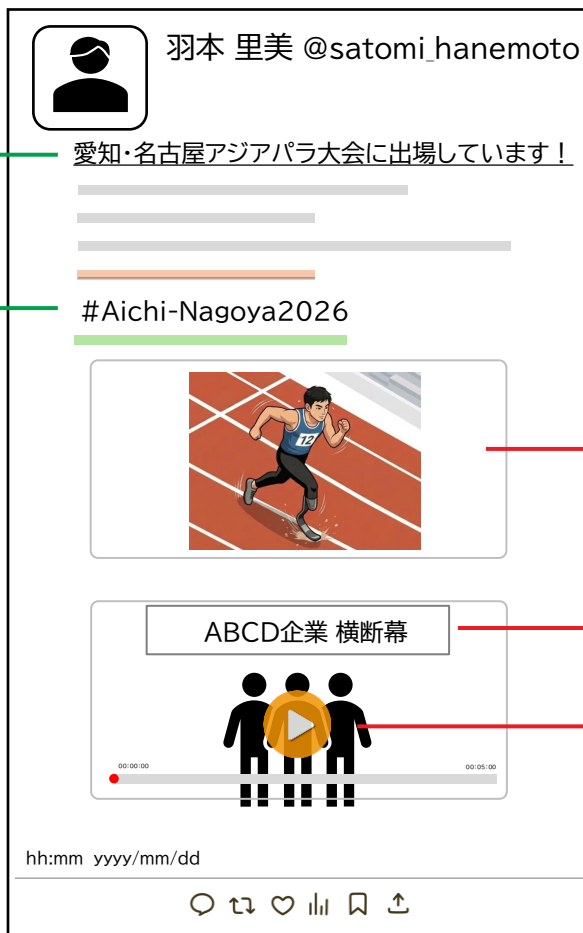 羽本 里美 @satomi_hanemoto
愛知・名古屋アジアパラ大会に出場しています！
#Aichi-Nagoya2026
12
ABCD企業 横断幕
00:00:00
00:05:00
hh:mm yyyy/mm/dd